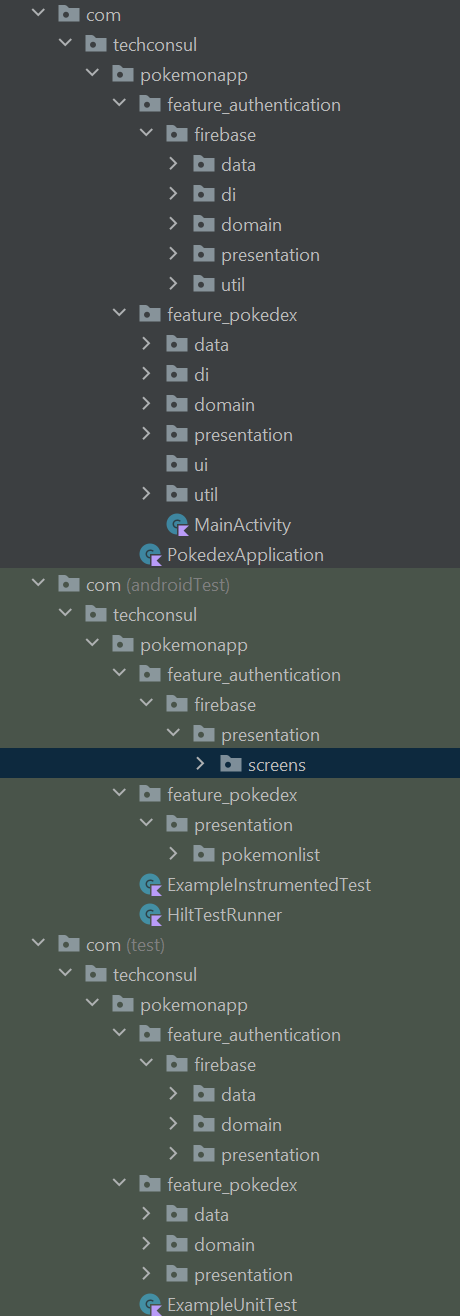 com
techconsul
pokemonapp
feature_authentication
firebase
data
di
domain
presentation
util
feature_pokedex
data
di
domain
presentation
ui
util
MainActivity
PokedexApplication
com (androidTest)
techconsul
pokemonapp
feature_authentication
firebase
presentation
screens
feature_pokedex
presentation
pokemonlist
ExampleInstrumentedTest
HiltTestRunner
com (test)
techconsul
pokemonapp
feature_authentication
firebase
data
domain
presentation
feature_pokedex
data
domain
presentation
ExampleUnitTest